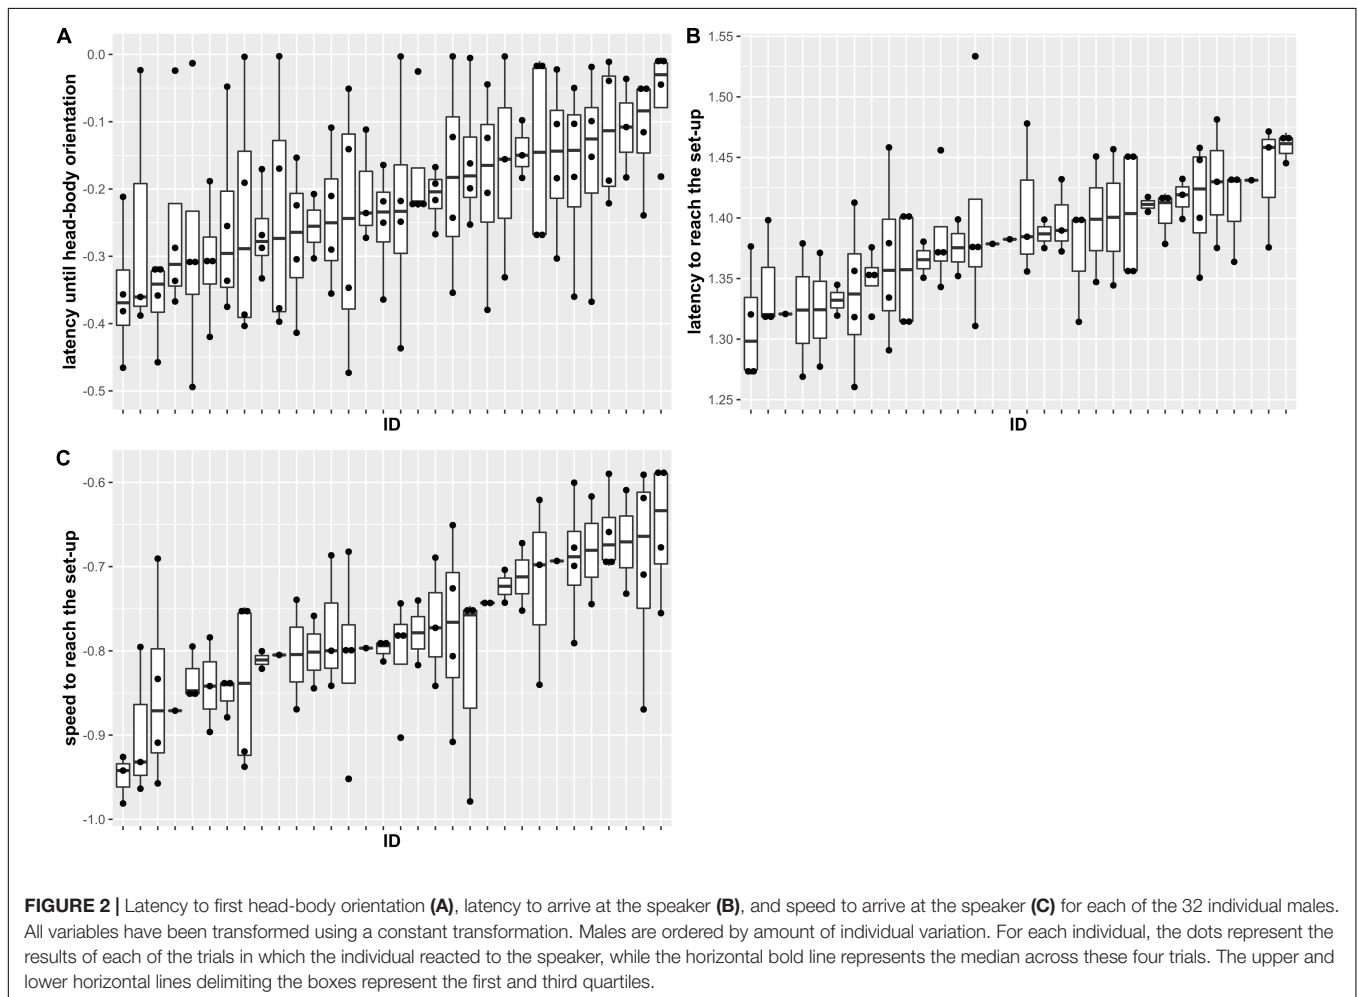 A
latency until head-body orientation
0.0
-0.1
-0.2
-0.3
-0.4
-0.5
ID
B
latency to reach the set-up
1.55
1.50
1.45
1.40
1.35
1.30
1.25
ID
C
speed to reach the set-up
-0.6
-0.7
-0.8
-0.9
-1.0
ID
FIGURE 2 | Latency to first head-body orientation (A), latency to arrive at the speaker (B), and speed to arrive at the speaker (C) for each of the 32 individual males.
All variables have been transformed using a constant transformation. Males are ordered by amount of individual variation. For each individual, the dots represent the
results of each of the trials in which the individual reacted to the speaker, while the horizontal bold line represents the median across these four trials. The upper and
lower horizontal lines delimiting the boxes represent the first and third quartiles.